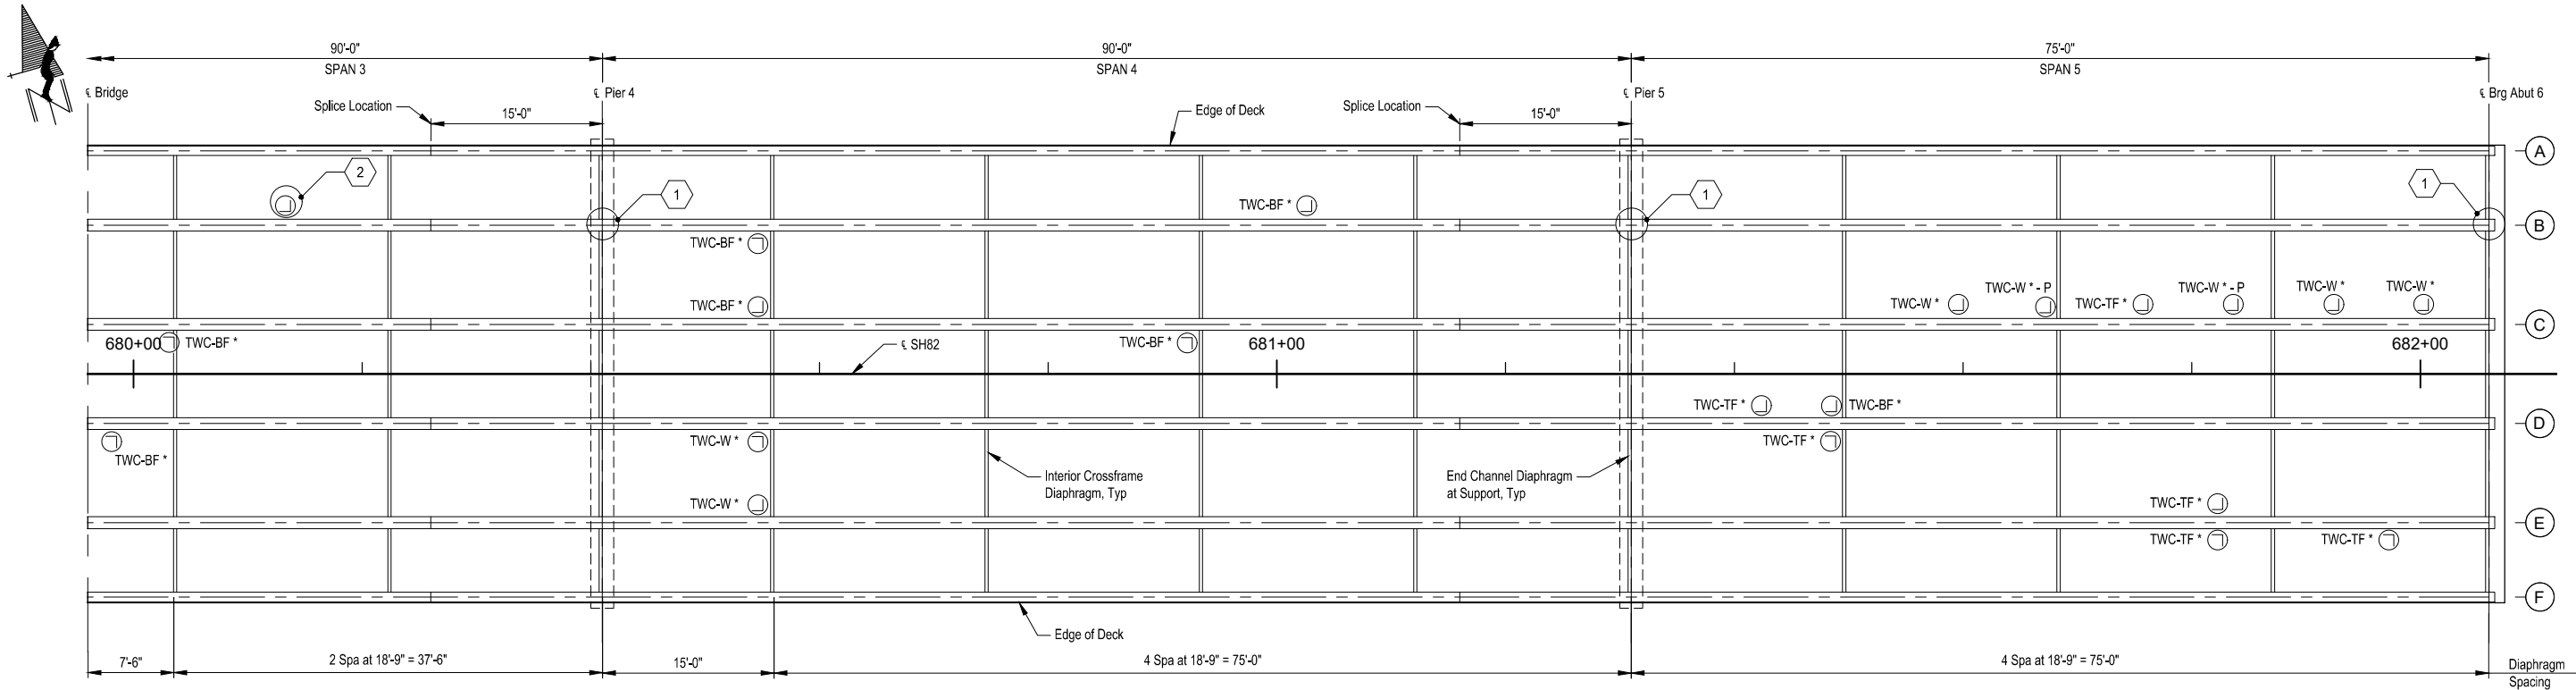 90'-0"
SPAN 3
90'-0"
SPAN 4
75'-0"
SPAN 5
℄ Bridge
℄ Pier 4
℄ Pier 5
℄ Brg Abut 6
Splice Location
15'-0"
Edge of Deck
Splice Location
15'-0"
N
A
2
1
1
1
TWC-BF *
B
TWC-BF *
TWC-BF *
TWC-W *
TWC-W * - P
TWC-TF *
TWC-W * - P
TWC-W *
TWC-W *
C
680+00
TWC-BF *
℄ SH82
TWC-BF *
681+00
682+00
TWC-TF *
TWC-BF *
D
TWC-BF *
TWC-W *
TWC-TF *
Interior Crossframe
Diaphragm, Typ
End Channel Diaphragm
at Support, Typ
TWC-W *
TWC-TF *
E
TWC-TF *
TWC-TF *
F
Edge of Deck
7'-6"
2 Spa at 18'-9" = 37'-6"
15'-0"
4 Spa at 18'-9" = 75'-0"
4 Spa at 18'-9" = 75'-0"
Diaphragm
Spacing